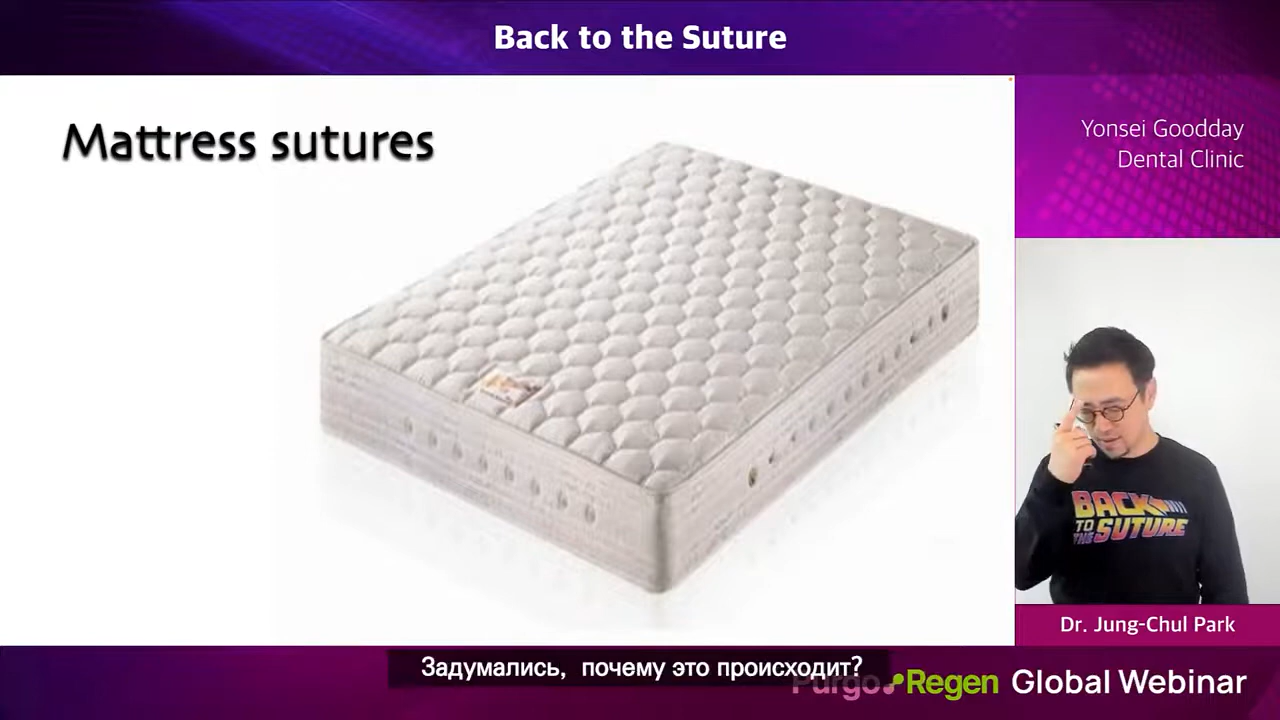 Back to the Suture
Mattress sutures
Yonsei Goodday
Dental Clinic
BACK
TO
THE SUTURE
Dr. Jung-Chul Park
Задумались, почему это происходит?
Purgo Regen Global Webinar